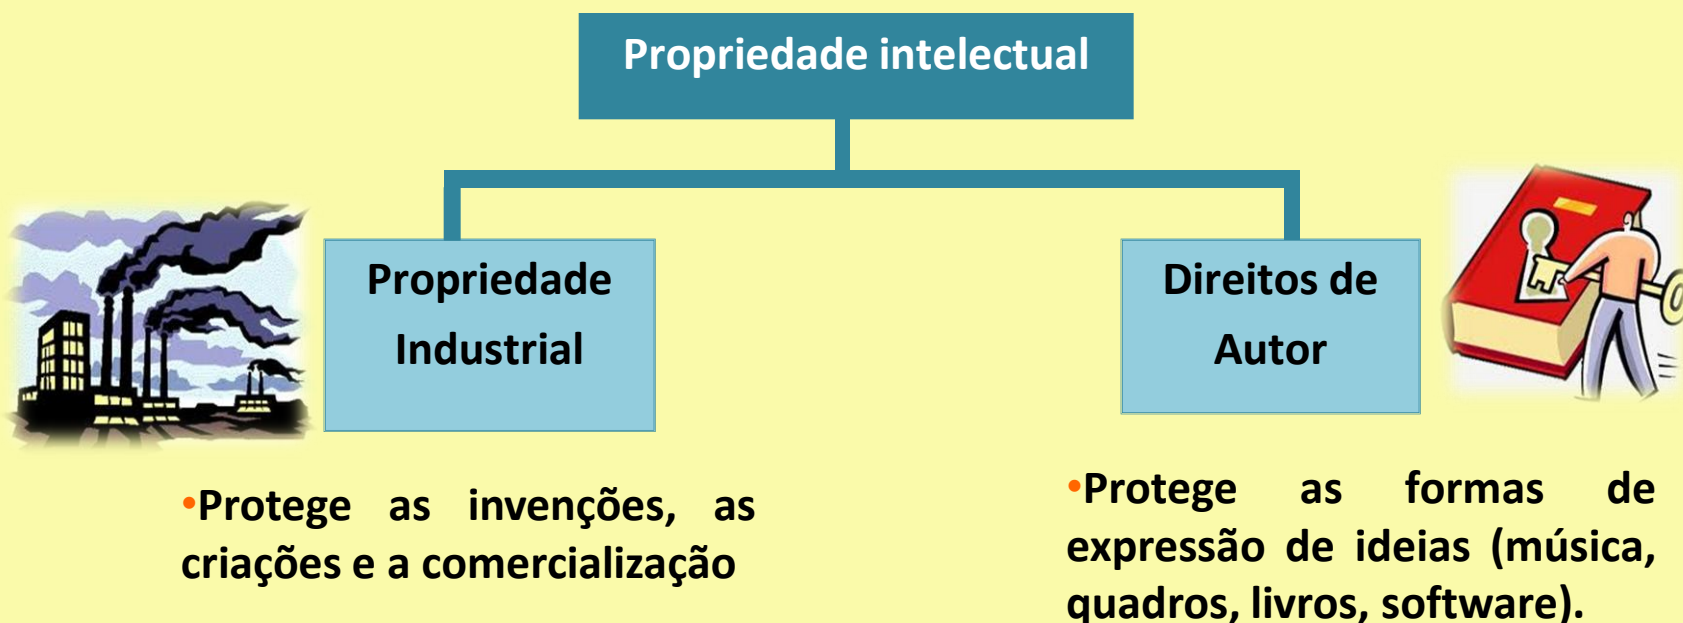 Propriedade intelectual
Propriedade
Industrial
Direitos de
Autor
•Protege as invenções, as
criações e a comercialização
•Protege as formas de
expressão de ideias (música,
quadros, livros, software).